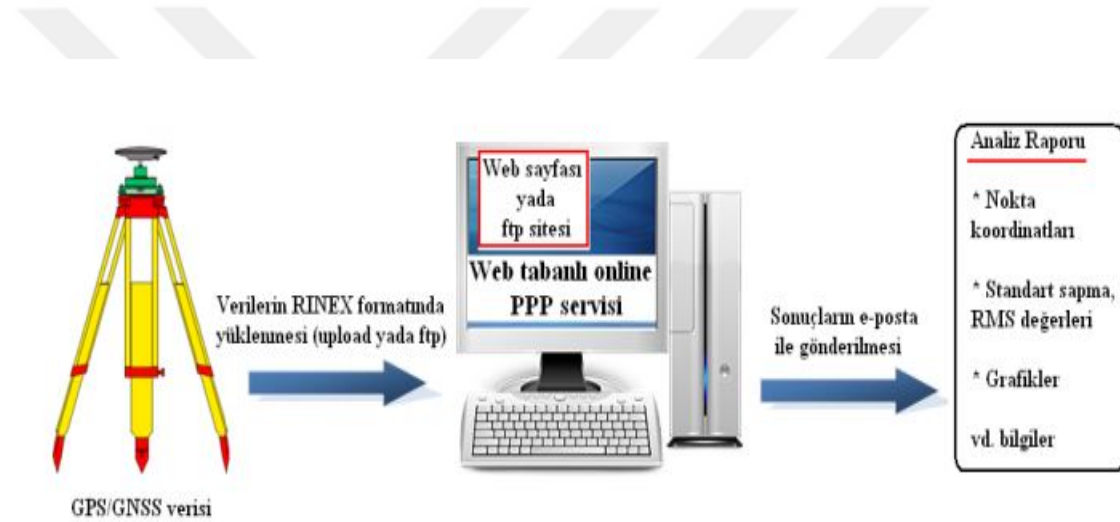 GPS/GNSS verisi
Verilerin RINEX formatında
yüklenmesi (upload yada ftp)
Web sayfası
yada
ftp sitesi
Web tabanlı online
PPP servisi
Sonuçların e-posta
ile gönderilmesi
Analiz Raporu
* Nokta
koordinatları
* Standart sapma,
RMS değerleri
* Grafikler
vd. bilgiler